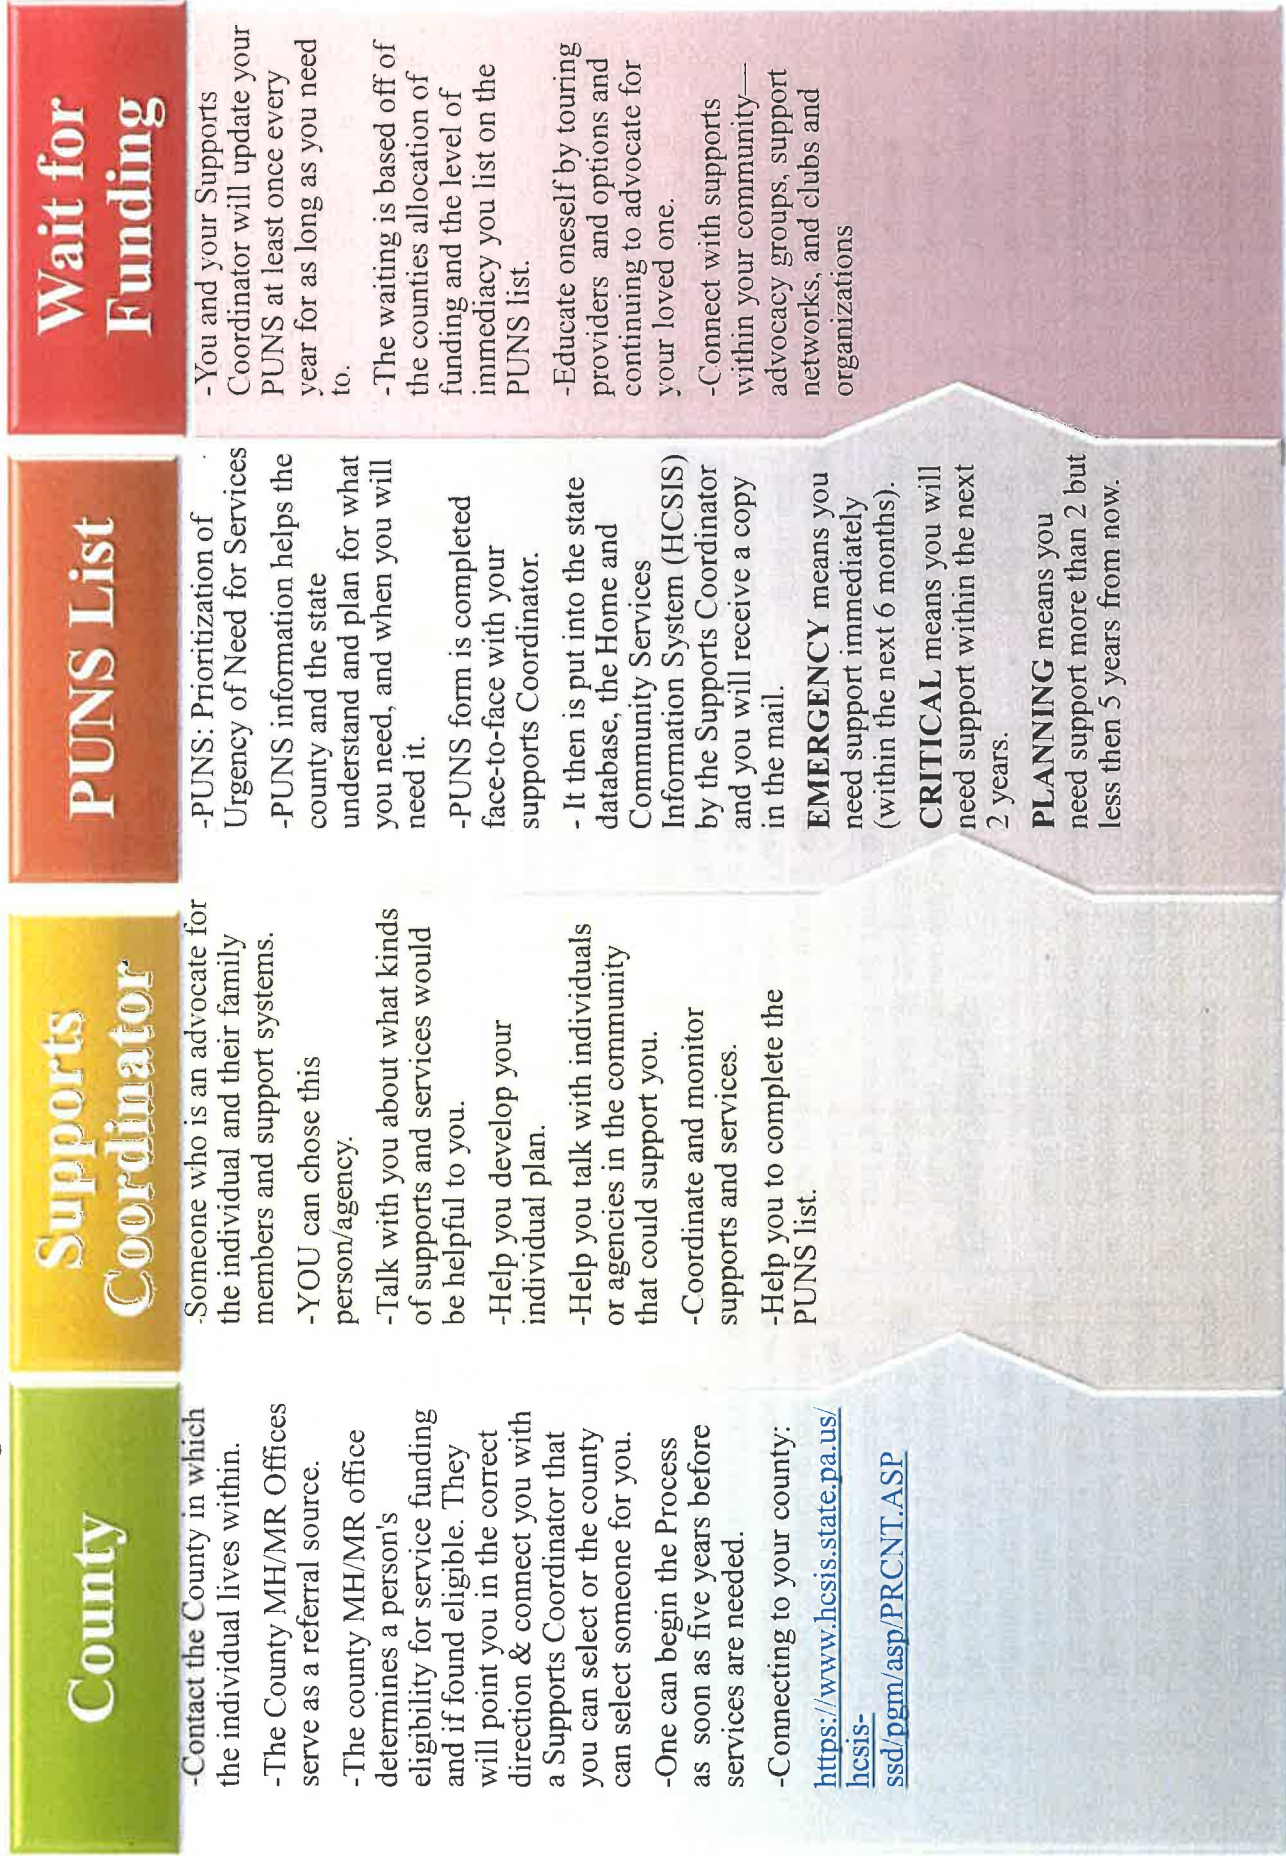 County
-Contact the County in which
the individual lives within.
-The County MH/MR Offices
serve as a referral source.
-The county MH/MR office
determines a person's
eligibility for service funding
and if found eligible. They
will point you in the correct
direction & connect you with
a Supports Coordinator that
you can select or the county
can select someone for you.
-One can begin the Process
as soon as five years before
services are needed.
-Connecting to your county:
https://www.hcsis.state.pa.us/
hcsis-
ssd/pgm/asp/PRCNT.ASP
Supports
Coordinator
-Someone who is an advocate for
the individual and their family
members and support systems.
-YOU can chose this
person/agency.
-Talk with you about what kinds
of supports and services would
be helpful to you.
-Help you develop your
individual plan.
-Help you talk with individuals
or agencies in the community
that could support you.
-Coordinate and monitor
supports and services.
-Help you to complete the
PUNS list.
PUNS List
-PUNS: Prioritization of
Urgency of Need for Services
-PUNS information helps the
county and the state
understand and plan for what
you need, and when you will
need it.
-PUNS form is completed
face-to-face with your
supports Coordinator.
- It then is put into the state
database, the Home and
Community Services
Information System (HCSIS)
by the Supports Coordinator
and you will receive a copy
in the mail.
EMERGENCY means you
need support immediately
(within the next 6 months).
CRITICAL means you will
need support within the next
2 years.
PLANNING means you
need support more than 2 but
less then 5 years from now.
Wait for
Funding
-You and your Supports
Coordinator will update your
PUNS at least once every
year for as long as you need
to.
-The waiting is based off of
the counties allocation of
funding and the level of
immediacy you list on the
PUNS list.
-Educate oneself by touring
providers and options and
continuing to advocate for
your loved one.
-Connect with supports
within your community—
advocacy groups, support
networks, and clubs and
organizations